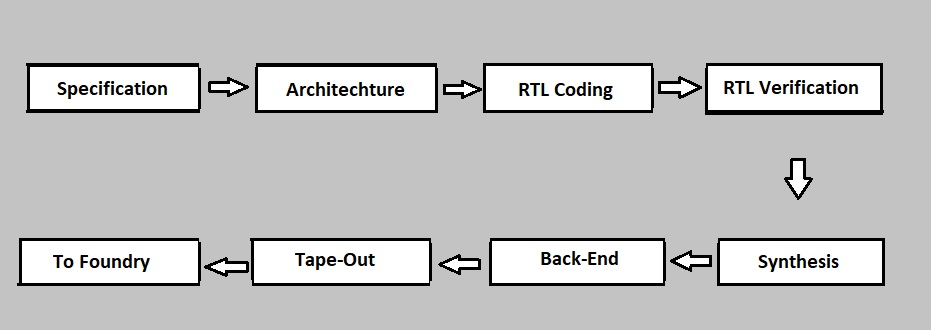 Specification
Architechture
RTL Coding
RTL Verification
Synthesis
Back-End
Tape-Out
To Foundry